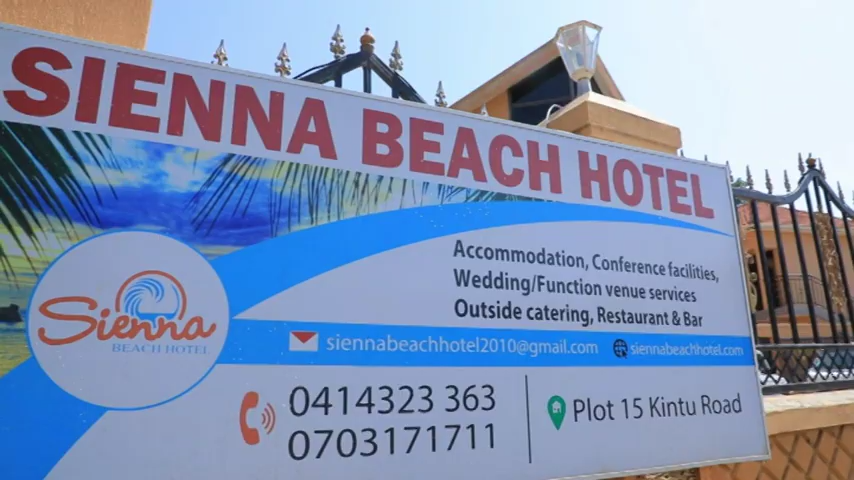 SIENNA BEACH HOTEL
Accommodation, Conference facilities,
Wedding/Function venue services
Outside catering, Restaurant & Bar
Sienna
BEACH HOTEL
siennabeachhotel2010@gmail.com siennabeachhotel.com
0414323 363
0703171711
Plot 15 Kintu Road